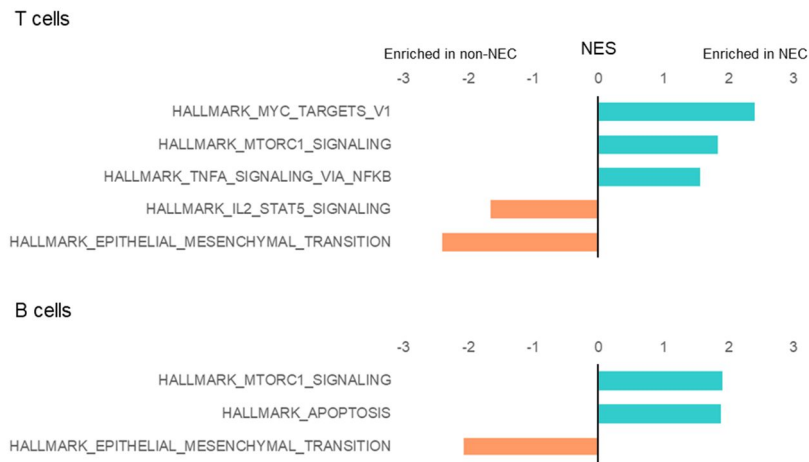 T cells
Enriched in non-NEC NES Enriched in NEC
-3 -2 -1 0 1 2 3
HALLMARK_MYC_TARGETS_V1
HALLMARK_MTORC1_SIGNALING
HALLMARK_TNFA_SIGNALING_VIA_NFKB
HALLMARK_IL2_STAT5_SIGNALING
HALLMARK_EPITHELIAL_MESENCHYMAL_TRANSITION
B cells
-3 -2 -1 0 1 2 3
HALLMARK_MTORC1_SIGNALING
HALLMARK_APOPTOSIS
HALLMARK_EPITHELIAL_MESENCHYMAL_TRANSITION